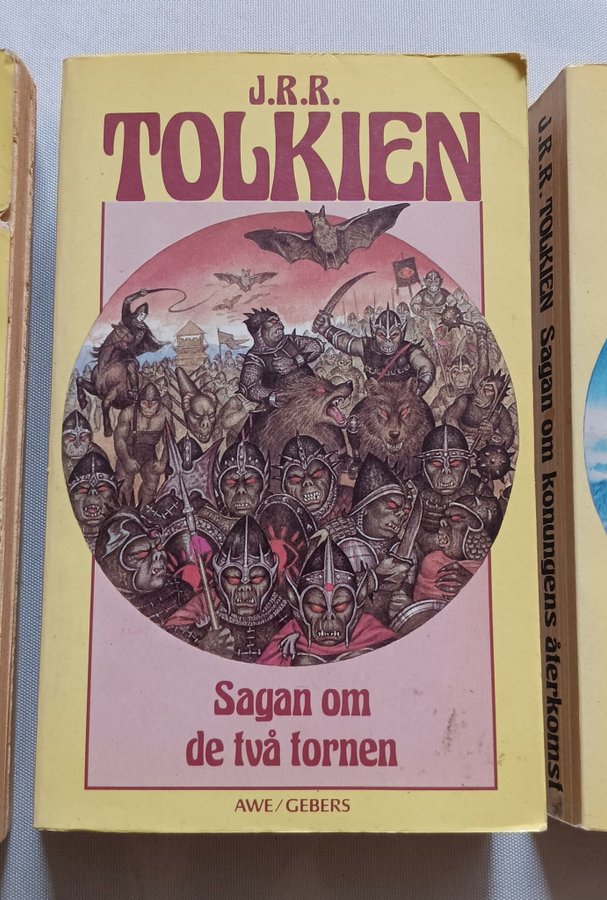 J.R.R.
TOLKIEN
Sagan om
de två tornen
AWE/GEBERS
J.R.R. TOLKIEN Sagan om konungens återkomst